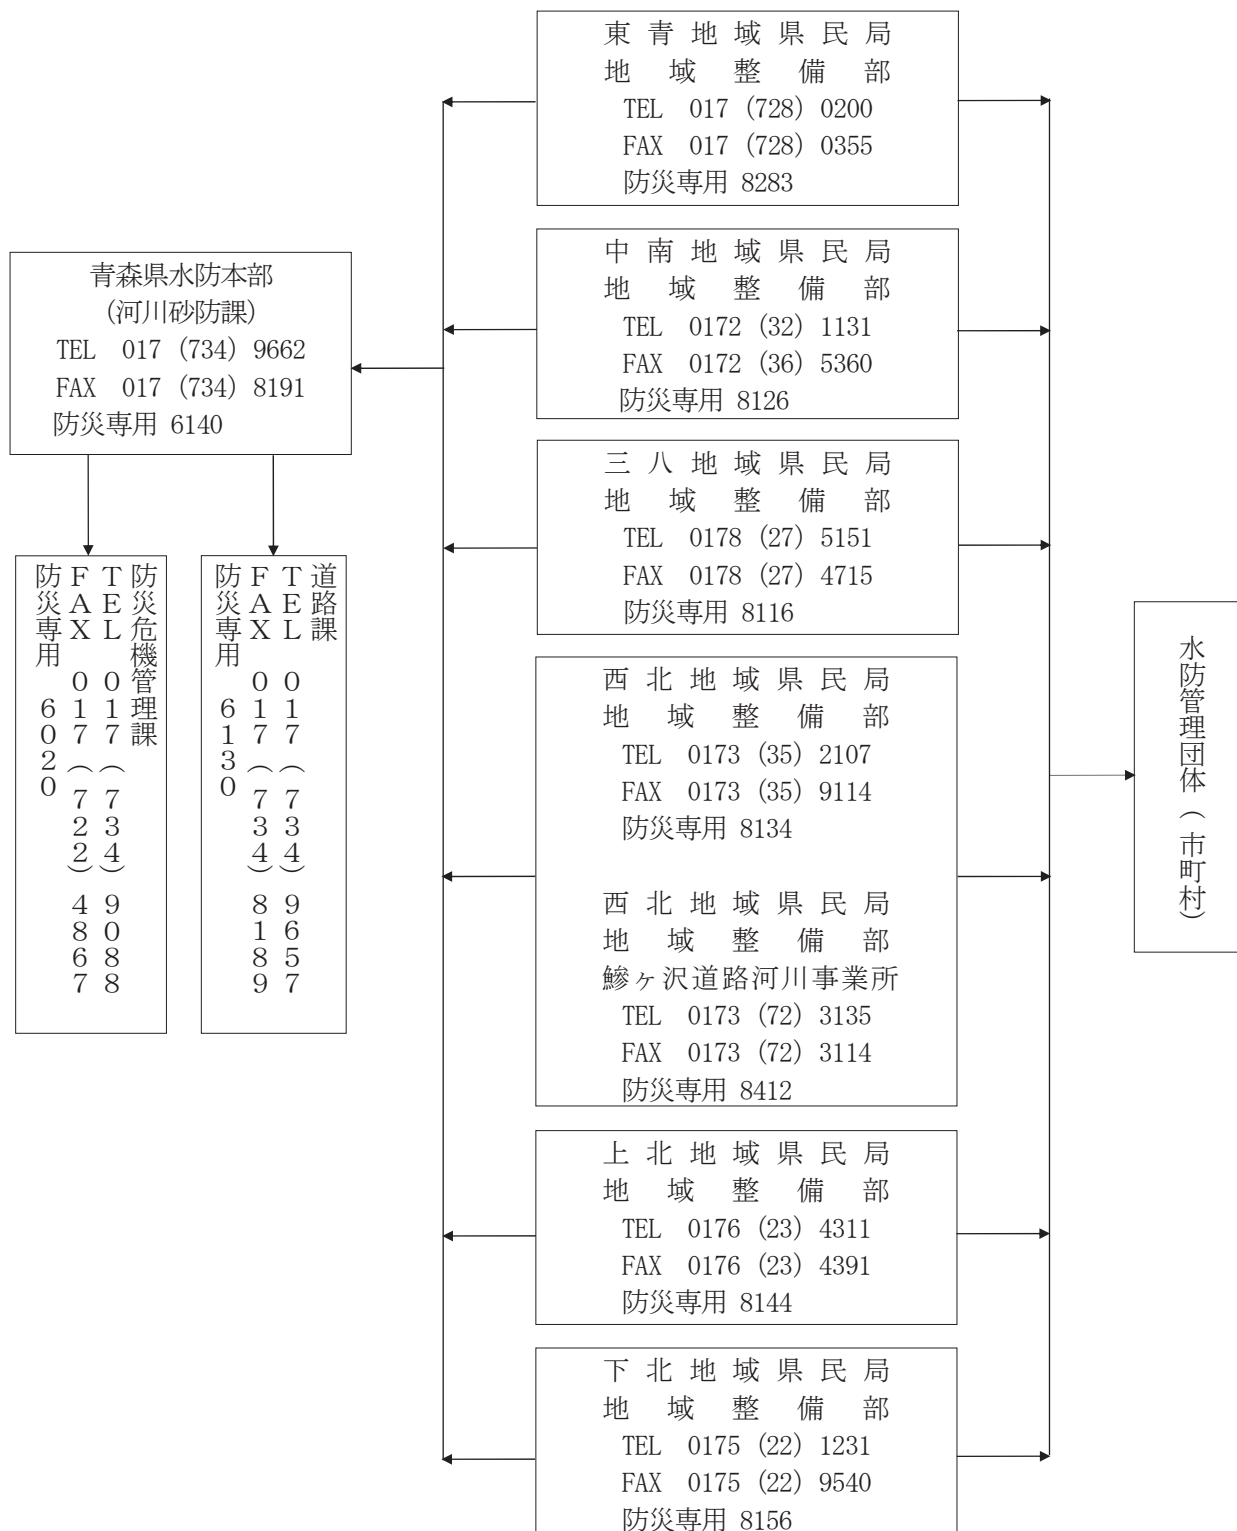 東青地域県民局
地域整備部
TEL 017 (728) 0200
FAX 017 (728) 0355
防災専用 8283
中南地域県民局
地域整備部
TEL 0172 (32) 1131
FAX 0172 (36) 5360
防災専用 8126
青森県水防本部
(河川砂防課)
TEL 017 (734) 9662
FAX 017 (734) 8191
防災専用 6140
三八地域県民局
地域整備部
TEL 0178 (27) 5151
FAX 0178 (27) 4715
防災専用 8116
道路課
TEL 017(734)9657
FAX 017(734)8189
防災専用 6130
防災危機管理課
TEL 017(734)9088
FAX 017(722)4867
防災専用 6020
西北地域県民局
地域整備部
TEL 0173 (35) 2107
FAX 0173 (35) 9114
防災専用 8134
西北地域県民局
地域整備部
鰺ヶ沢道路河川事業所
TEL 0173 (72) 3135
FAX 0173 (72) 3114
防災専用 8412
水防管理団体(市町村)
上北地域県民局
地域整備部
TEL 0176 (23) 4311
FAX 0176 (23) 4391
防災専用 8144
下北地域県民局
地域整備部
TEL 0175 (22) 1231
FAX 0175 (22) 9540
防災専用 8156